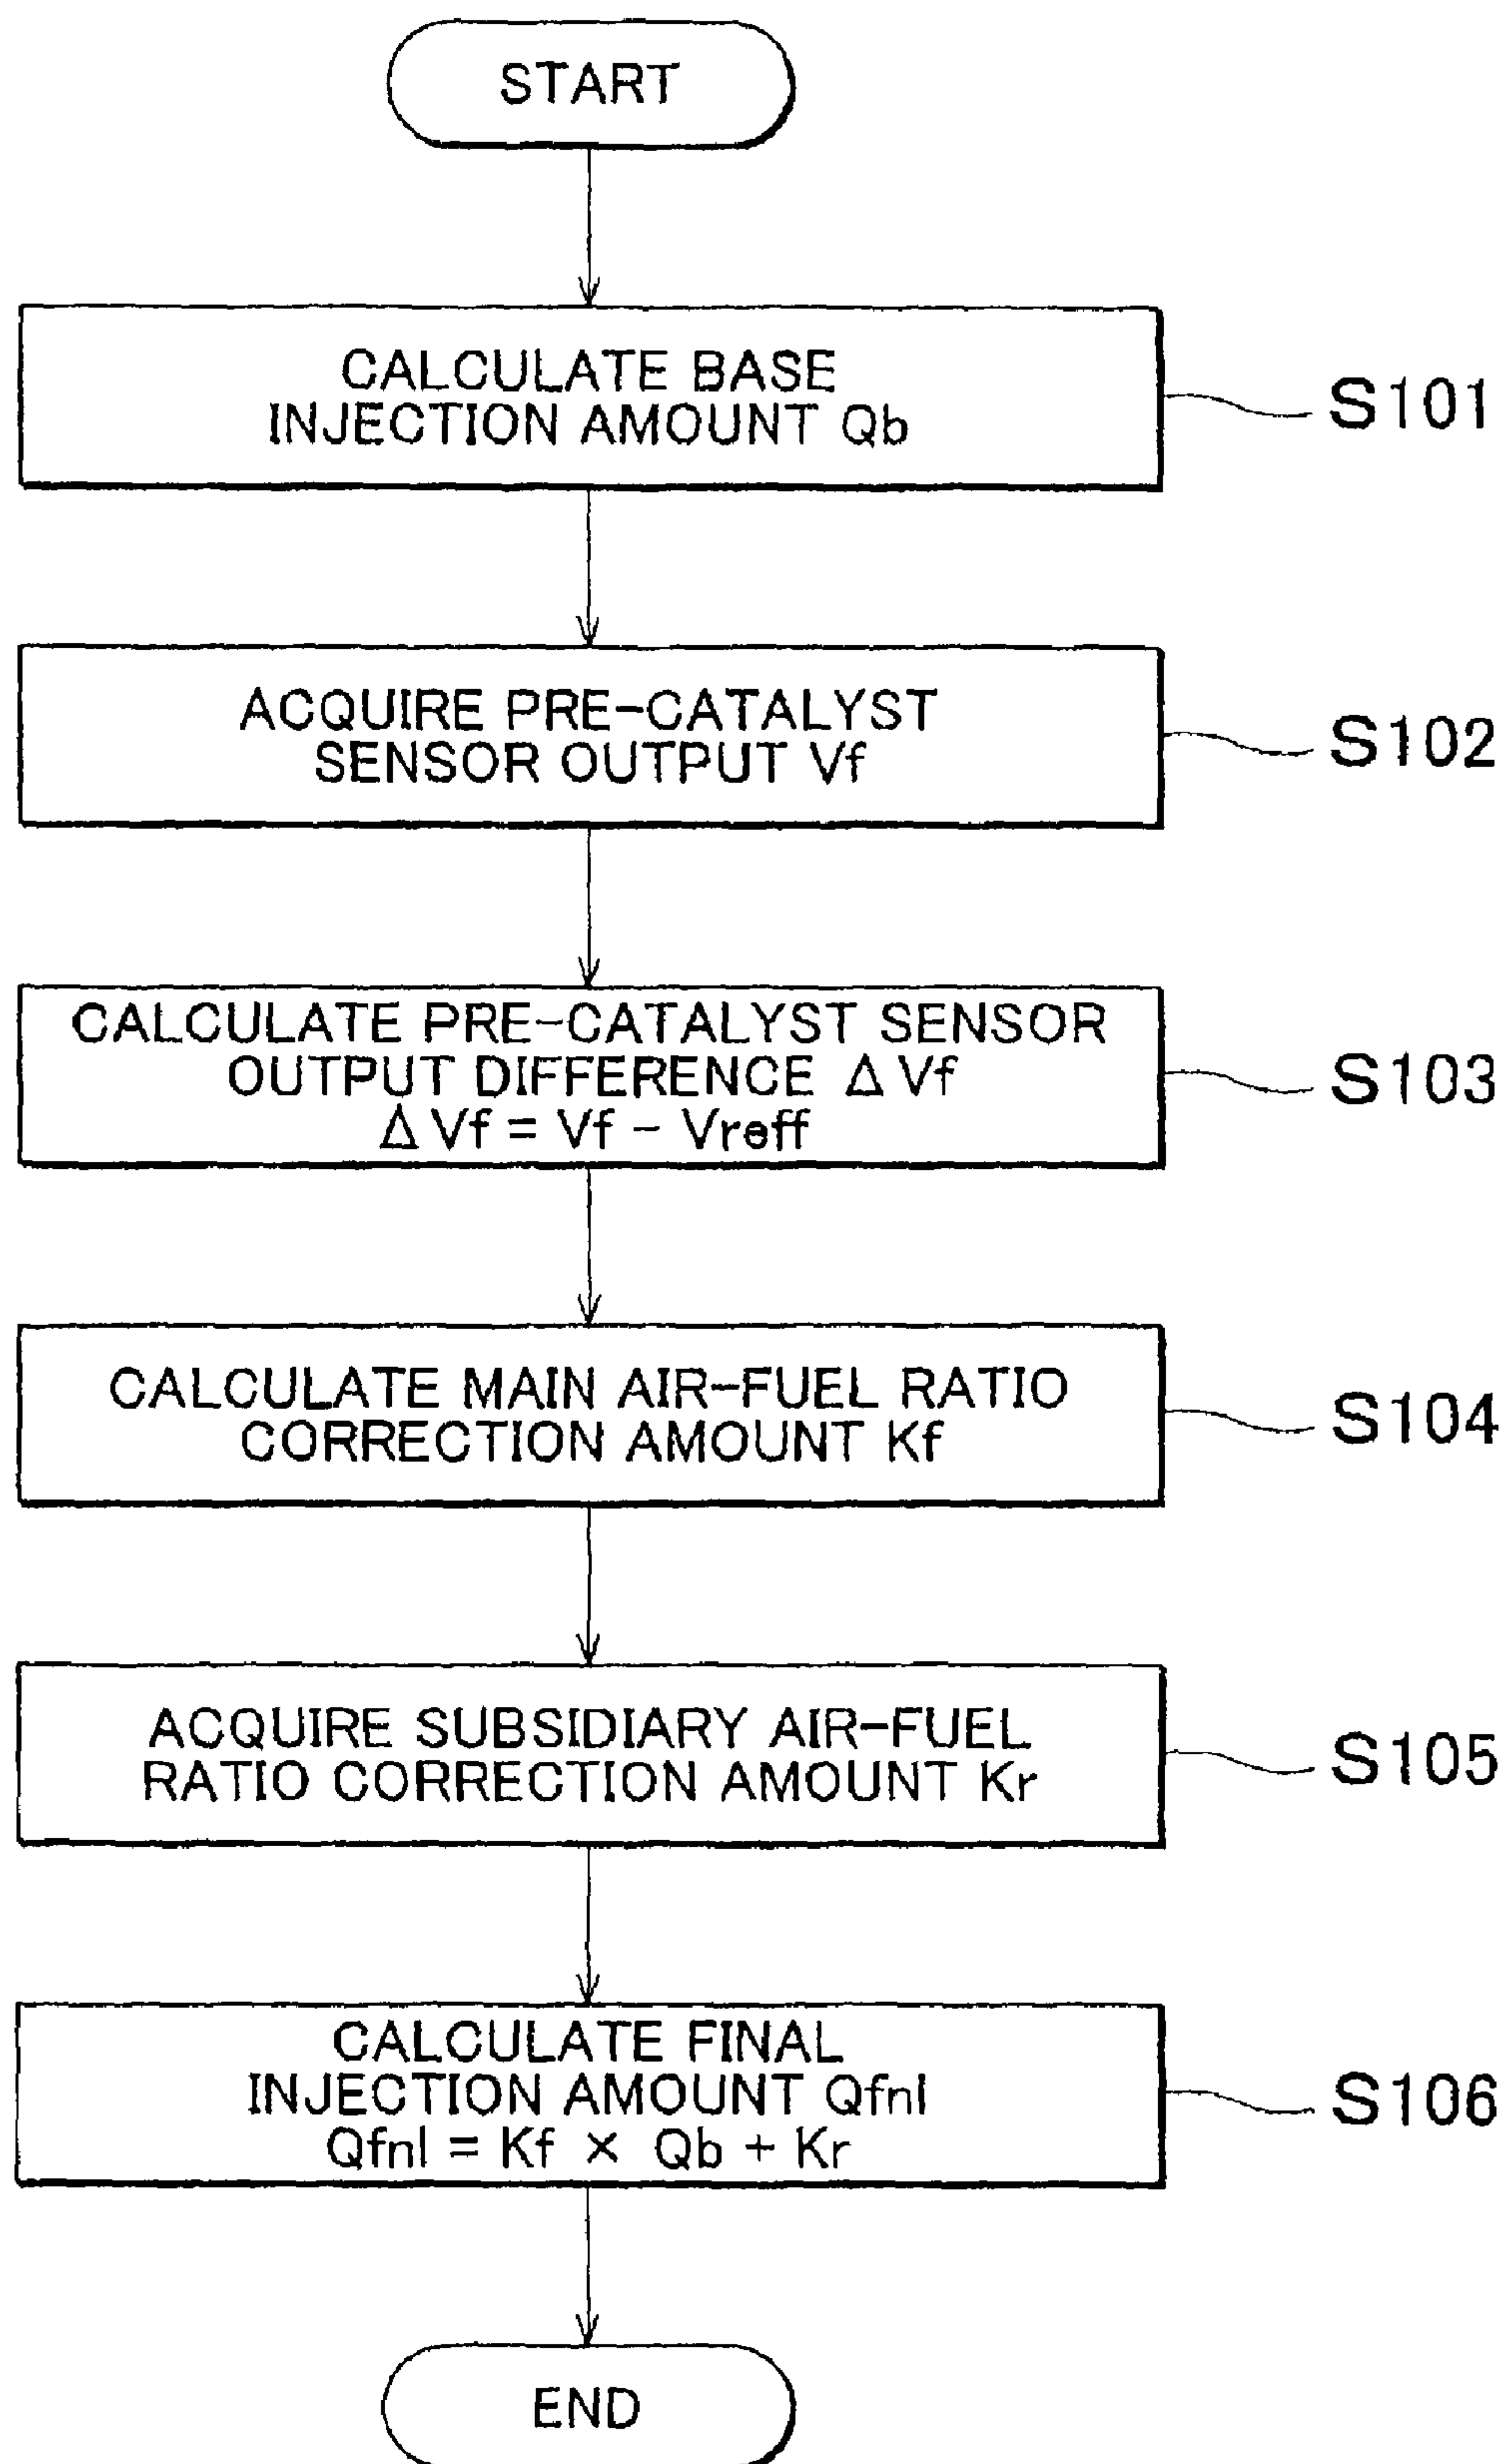 START
CALCULATE BASE
INJECTION AMOUNT Qb
S101
ACQUIRE PRE-CATALYST
SENSOR OUTPUT Vf
S102
CALCULATE PRE-CATALYST SENSOR
OUTPUT DIFFERENCE Δ Vf
Δ Vf = Vf - Vreff
S103
CALCULATE MAIN AIR-FUEL RATIO
CORRECTION AMOUNT Kf
S104
ACQUIRE SUBSIDIARY AIR-FUEL
RATIO CORRECTION AMOUNT Kr
S105
CALCULATE FINAL
INJECTION AMOUNT Qfnl
Qfnl = Kf × Qb + Kr
S106
END